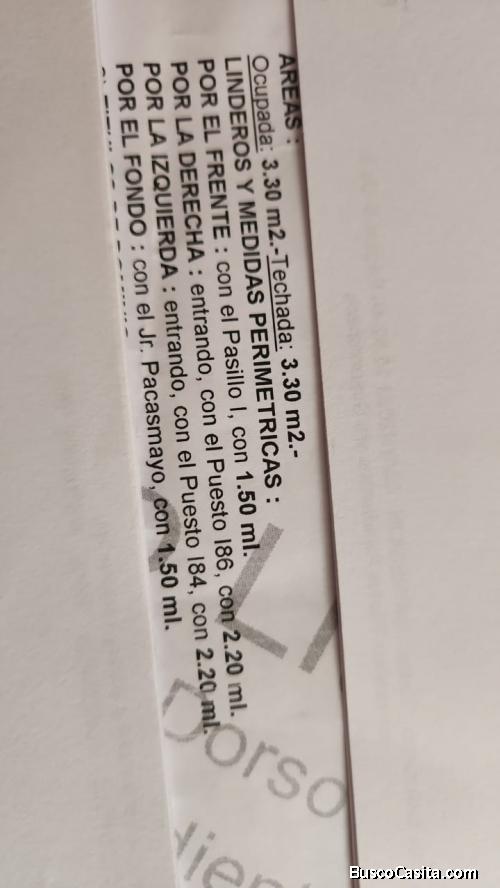 AREAS :
Ocupada: 3.30 m2.-Techada: 3.30 m2.-
LINDEROS Y MEDIDAS PERIMETRICAS :
POR EL FRENTE : con el Pasillo I, con 1.50 ml.
POR LA DERECHA : entrando, con el Puesto I86, con 2.20 ml.
POR LA IZQUIERDA : entrando, con el Puesto I84, con 2.20 ml.
POR EL FONDO : con el Jr. Pacasmayo, con 1.50 ml.
BuscoCasita.com